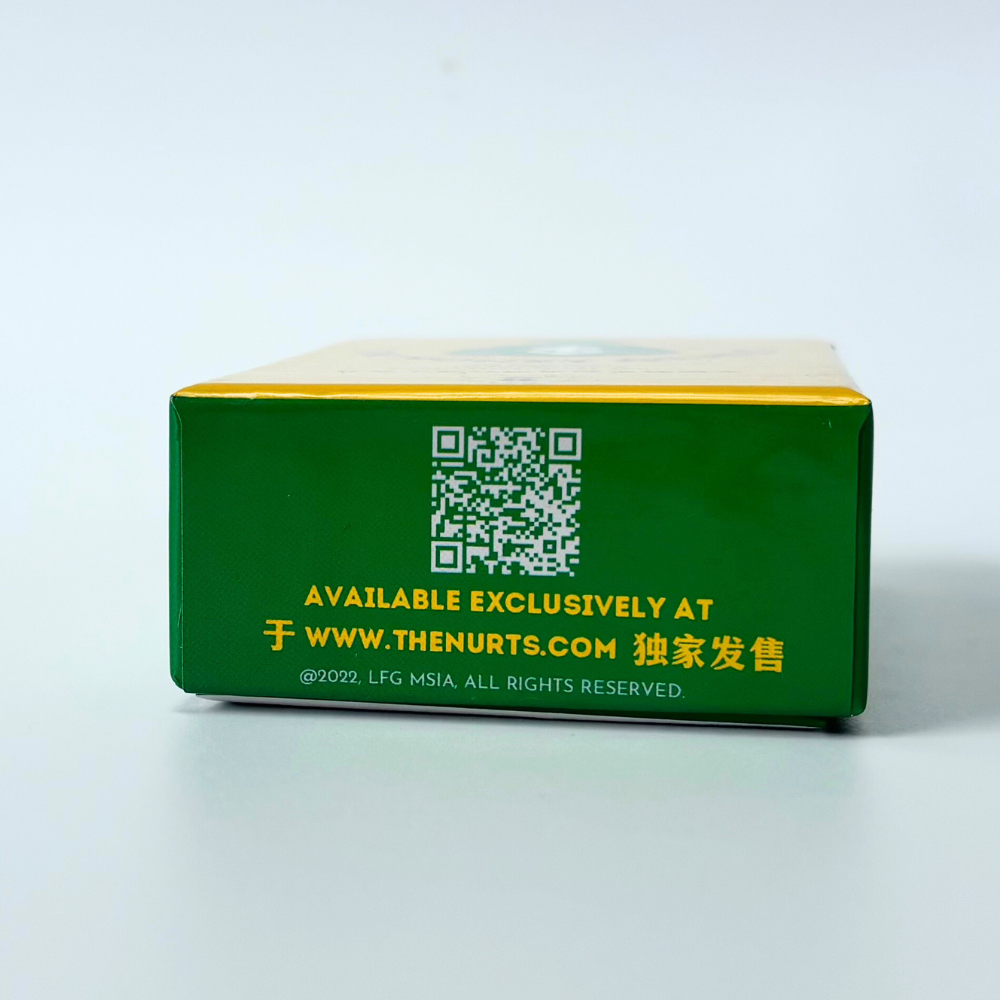 AVAILABLE EXCLUSIVELY AT
于 WWW.THENURTS.COM 独家发售
@2022, LFG MSIA, ALL RIGHTS RESERVED.